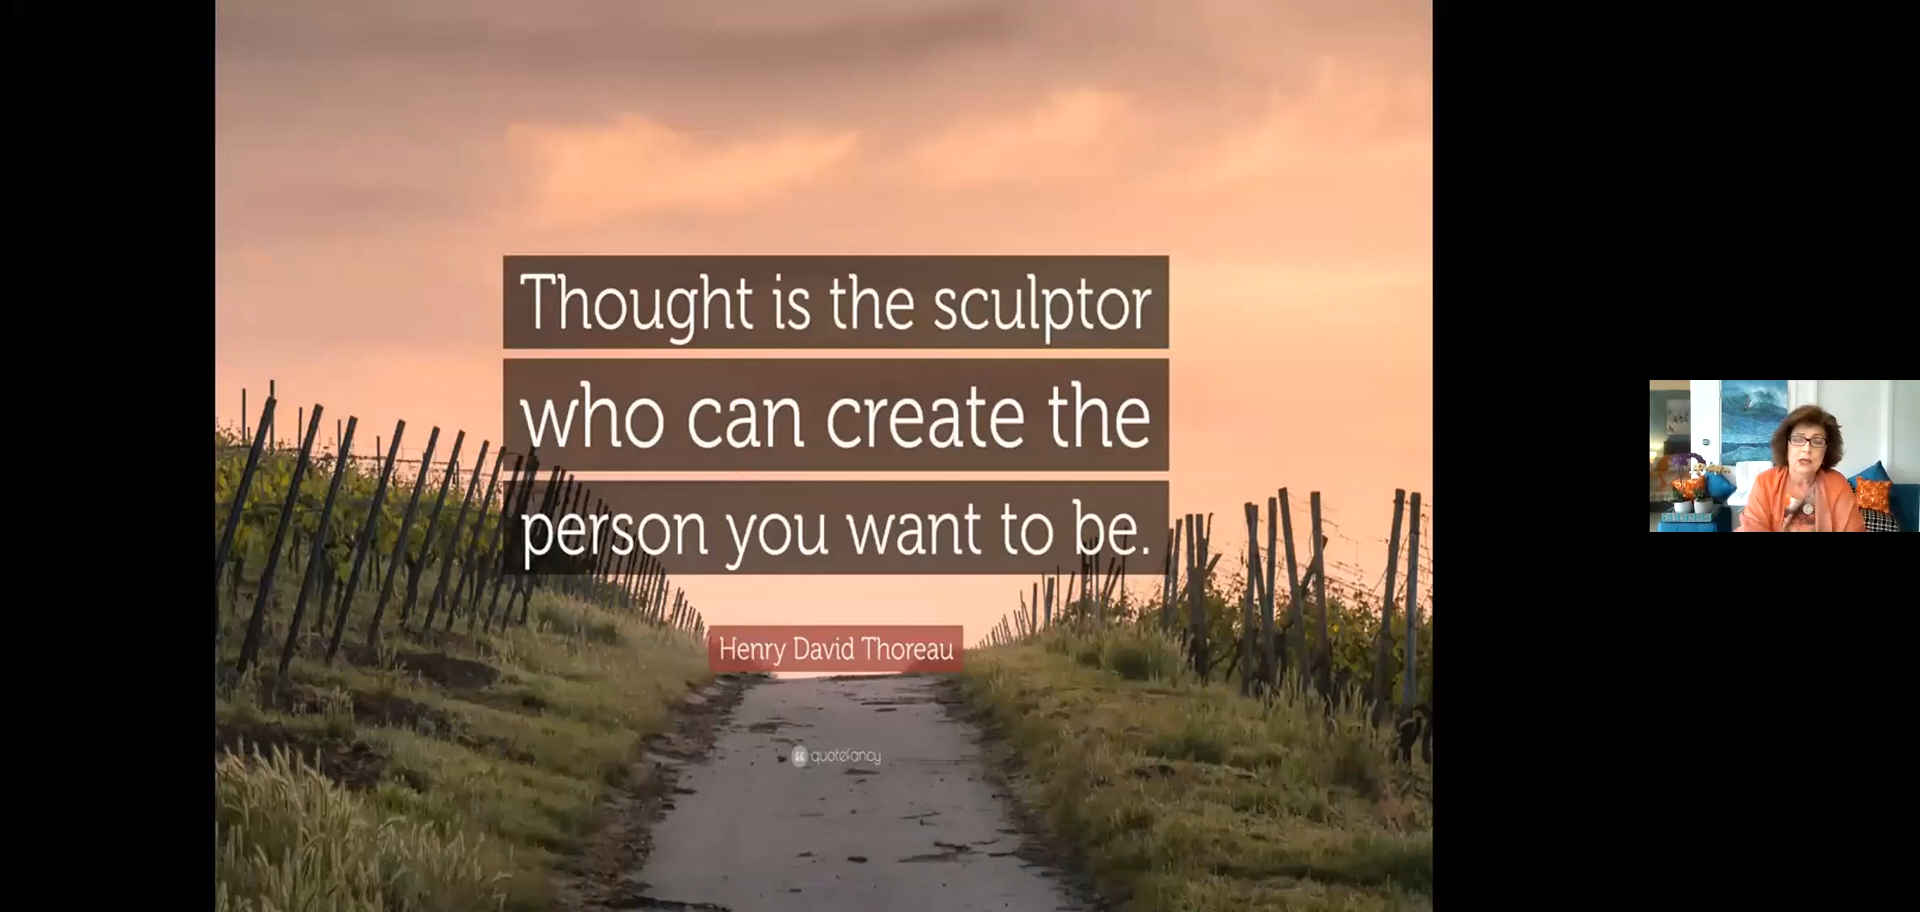 Thought is the sculptor
who can create the
person you want to be.
Henry David Thoreau
quotefancy